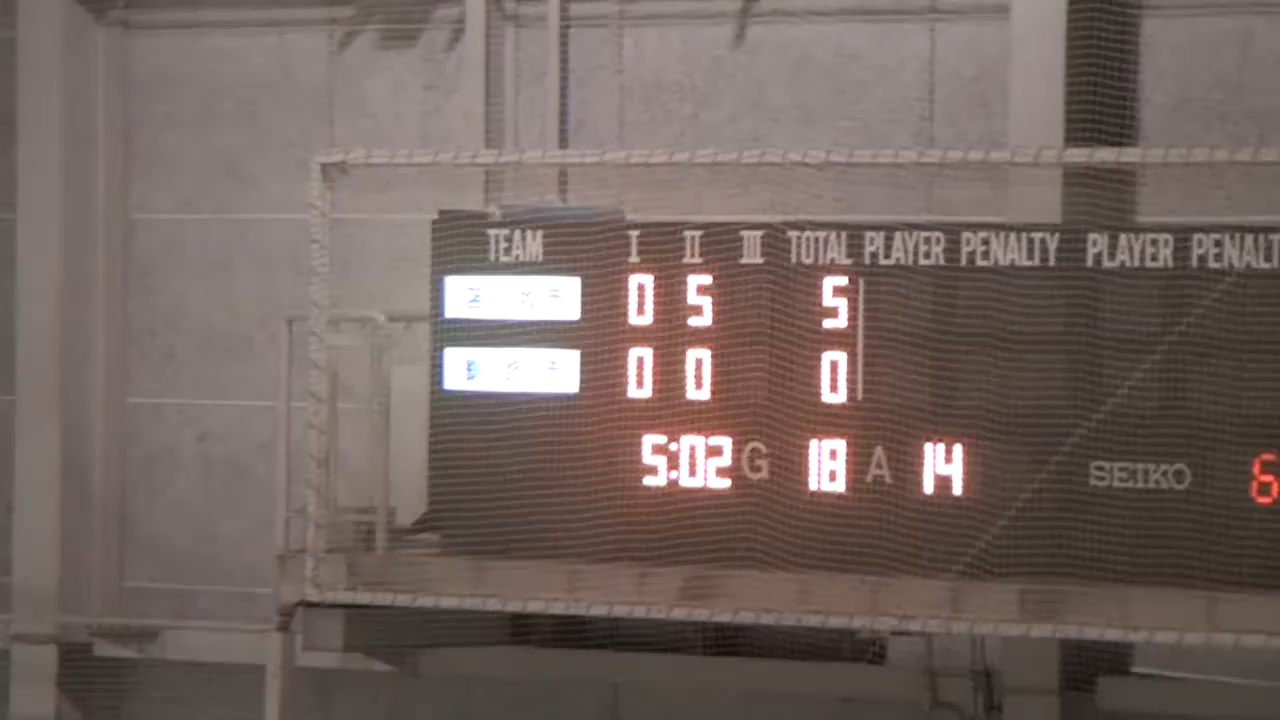 TEAM I II III TOTAL PLAYER PENALTY PLAYER PENALT
0 5 5
0 0 0
5:02 G 18 A 14 SEIKO 6